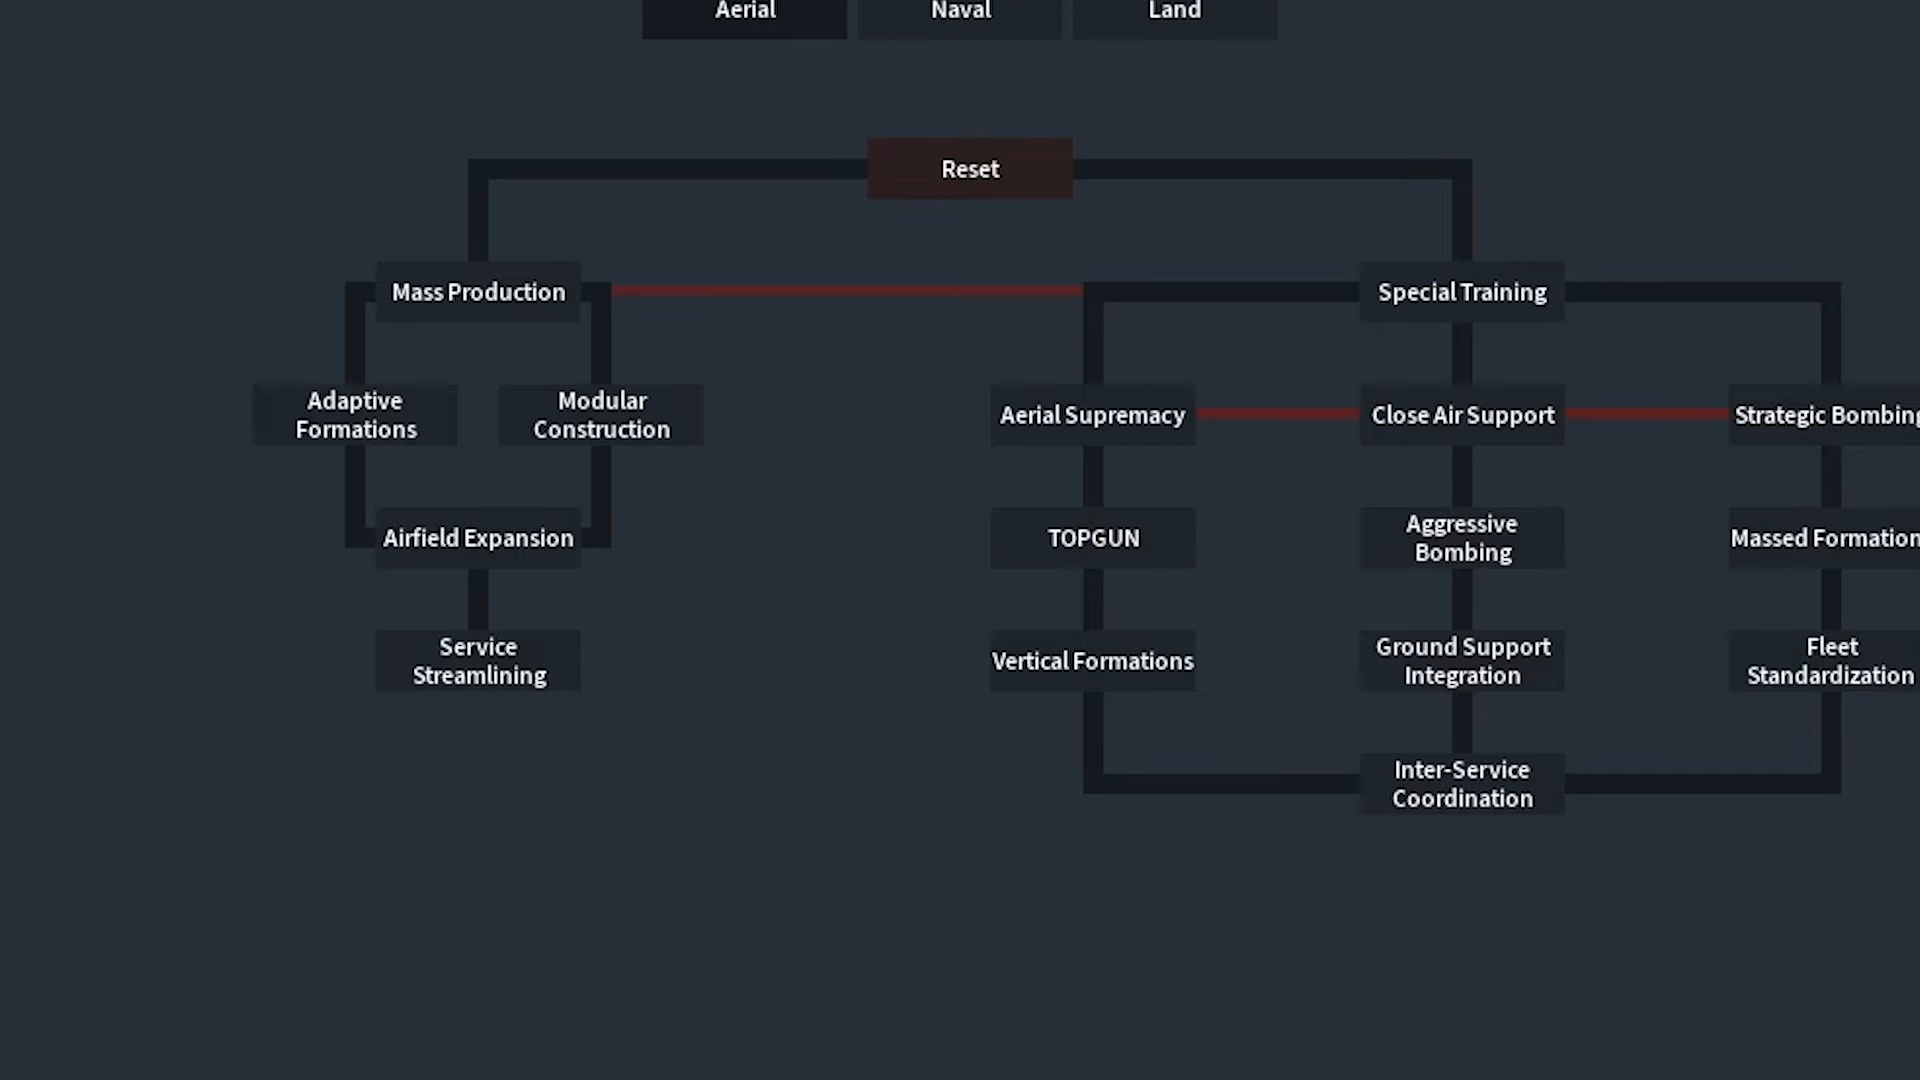 Aerial
Naval
Land
Reset
Mass Production
Special Training
Adaptive
Formations
Modular
Construction
Aerial Supremacy
Close Air Support
Strategic Bombing
Airfield Expansion
TOPGUN
Aggressive
Bombing
Massed Formation
Service
Streamlining
Vertical Formations
Ground Support
Integration
Fleet
Standardization
Inter-Service
Coordination